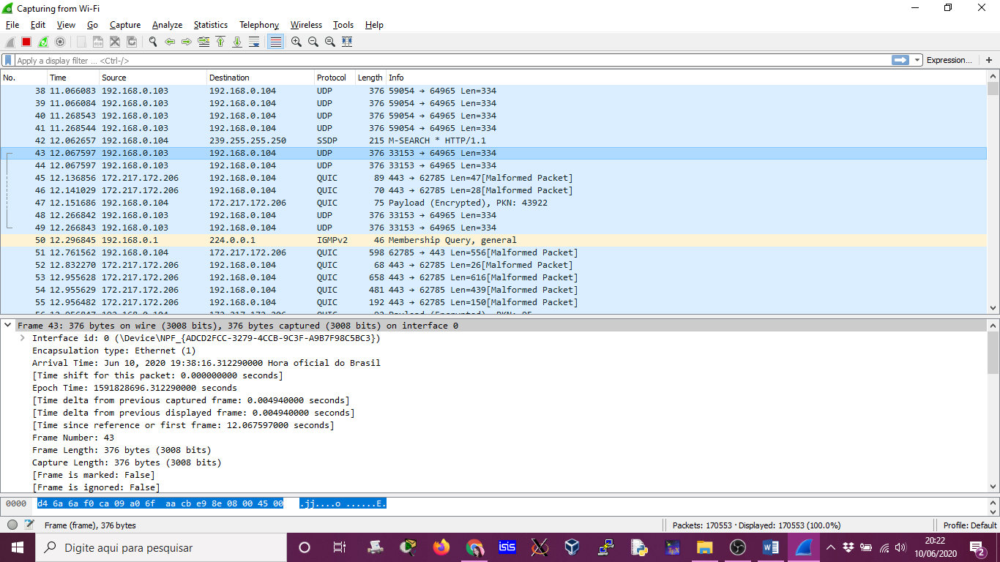 Capturing from Wi-Fi
File Edit View Go Capture Analyze Statistics Telephony Wireless Tools Help
Apply a display filter ... <Ctrl-/> Expression... +
No. Time Source Destination Protocol Length Info
38 11.066083 192.168.0.103 192.168.0.104 UDP 376 59054 → 64965 Len=334
39 11.066084 192.168.0.103 192.168.0.104 UDP 376 59054 → 64965 Len=334
40 11.268543 192.168.0.103 192.168.0.104 UDP 376 59054 → 64965 Len=334
41 11.268544 192.168.0.103 192.168.0.104 UDP 376 59054 → 64965 Len=334
42 12.062657 192.168.0.104 239.255.255.250 SSDP 215 M-SEARCH * HTTP/1.1
43 12.067597 192.168.0.103 192.168.0.104 UDP 376 33153 → 64965 Len=334
44 12.067597 192.168.0.103 192.168.0.104 UDP 376 33153 → 64965 Len=334
45 12.136856 172.217.172.206 192.168.0.104 QUIC 89 443 → 62785 Len=47[Malformed Packet]
46 12.141029 172.217.172.206 192.168.0.104 QUIC 70 443 → 62785 Len=28[Malformed Packet]
47 12.151686 192.168.0.104 172.217.172.206 QUIC 75 Payload (Encrypted), PKN: 43922
48 12.266842 192.168.0.103 192.168.0.104 UDP 376 33153 → 64965 Len=334
49 12.266843 192.168.0.103 192.168.0.104 UDP 376 33153 → 64965 Len=334
50 12.296845 192.168.0.1 224.0.0.1 IGMPv2 46 Membership Query, general
51 12.761562 192.168.0.104 172.217.172.206 QUIC 598 62785 → 443 Len=556[Malformed Packet]
52 12.832270 172.217.172.206 192.168.0.104 QUIC 68 443 → 62785 Len=26[Malformed Packet]
53 12.955628 172.217.172.206 192.168.0.104 QUIC 658 443 → 62785 Len=616[Malformed Packet]
54 12.955629 172.217.172.206 192.168.0.104 QUIC 481 443 → 62785 Len=439[Malformed Packet]
55 12.956482 172.217.172.206 192.168.0.104 QUIC 192 443 → 62785 Len=150[Malformed Packet]
Frame 43: 376 bytes on wire (3008 bits), 376 bytes captured (3008 bits) on interface 0
Interface id: 0 (\Device\NPF_{ADCD2FCC-3279-4CCB-9C3F-A9B7F98C5BC3})
Encapsulation type: Ethernet (1)
Arrival Time: Jun 10, 2020 19:38:16.312290000 Hora oficial do Brasil
[Time shift for this packet: 0.000000000 seconds]
Epoch Time: 1591828696.312290000 seconds
[Time delta from previous captured frame: 0.004940000 seconds]
[Time delta from previous displayed frame: 0.004940000 seconds]
[Time since reference or first frame: 12.067597000 seconds]
Frame Number: 43
Frame Length: 376 bytes (3008 bits)
Capture Length: 376 bytes (3008 bits)
[Frame is marked: False]
[Frame is ignored: False]
0000 d4 6a 6a f0 ca 09 a0 6f aa cb e9 8e 08 00 45 00 .jj....o ......E.
Frame (frame), 376 bytes Packets: 170553 · Displayed: 170553 (100.0%) Profile: Default
Digite aqui para pesquisar isis 20:22
10/06/2020 2